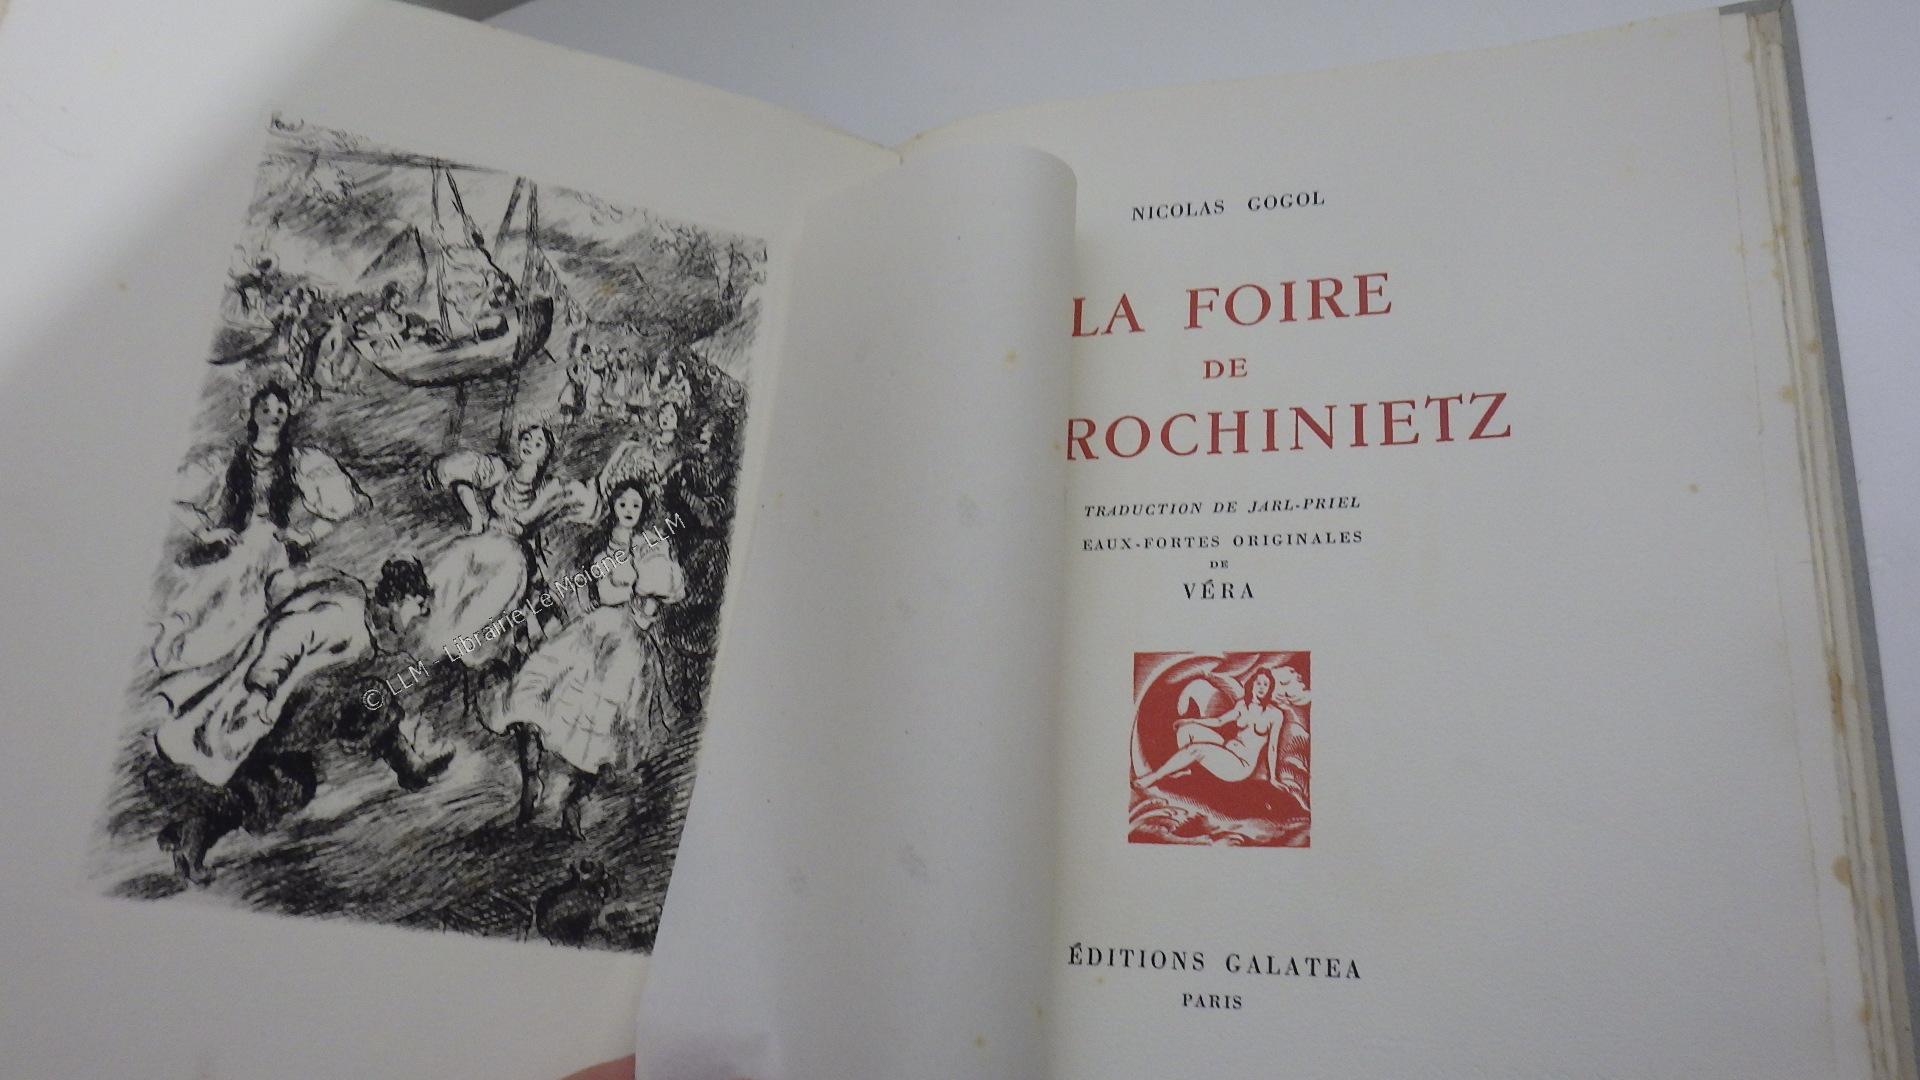 NICOLAS GOGOL
LA FOIRE
DE
ROCHINIETZ
TRADUCTION DE JARL-PRIEL
EAUX-FORTES ORIGINALES
DE
VÉRA
ÉDITIONS GALATEA
PARIS
© LLM - Librairie Le Moigne - LLM